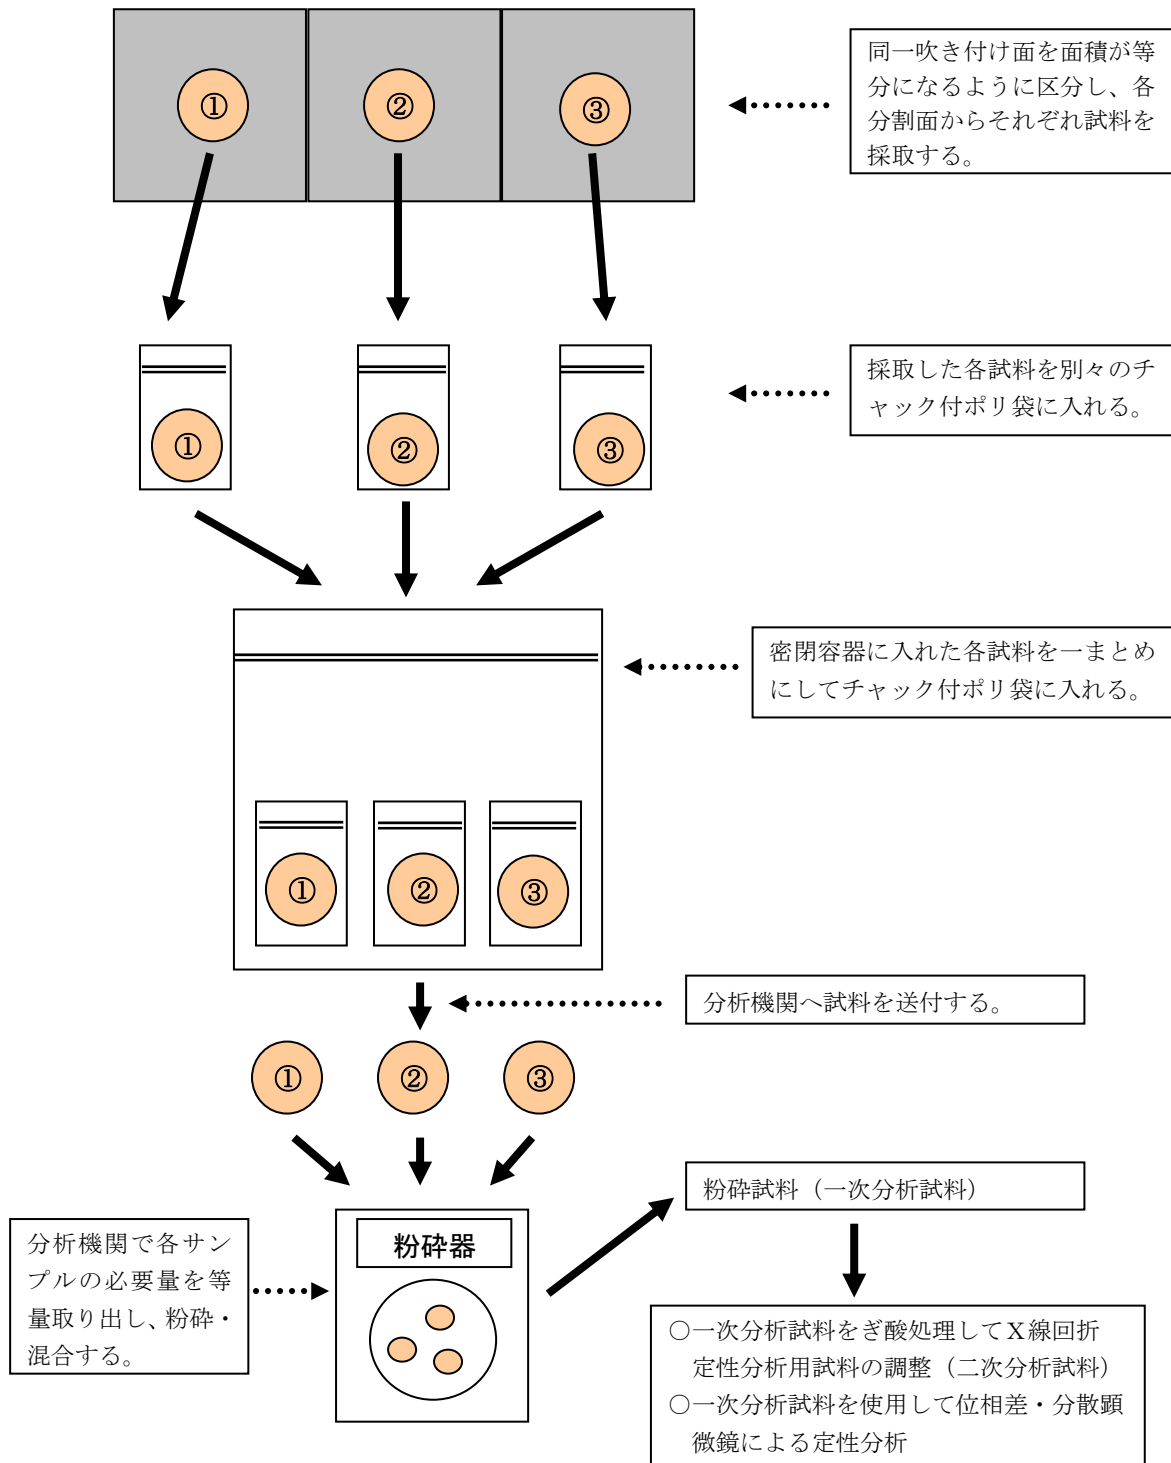 ①
②
③
同一吹き付け面を面積が等
分になるように区分し、各
分割面からそれぞれ試料を
採取する。
①
②
③
採取した各試料を別々のチ
ャック付ポリ袋に入れる。
密閉容器に入れた各試料を一まとめ
にしてチャック付ポリ袋に入れる。
①
②
③
分析機関へ試料を送付する。
①
②
③
粉砕試料（一次分析試料）
分析機関で各サン
プルの必要量を等
量取り出し、粉砕・
混合する。
粉砕器
○一次分析試料をぎ酸処理してＸ線回折
定性分析用試料の調整（二次分析試料）
○一次分析試料を使用して位相差・分散顕
微鏡による定性分析